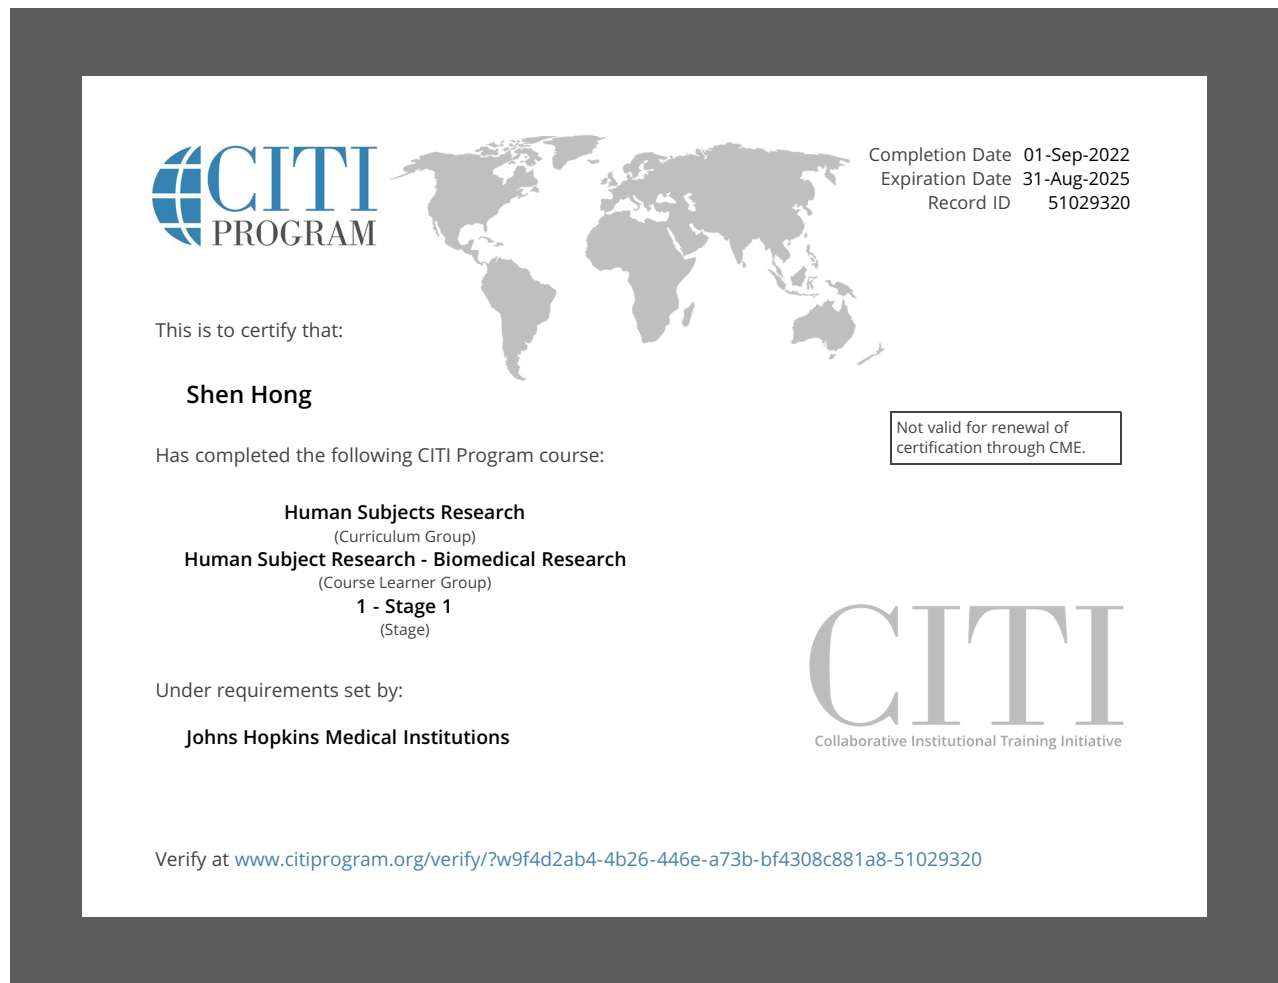 CITI
PROGRAM
Completion Date 01-Sep-2022
Expiration Date 31-Aug-2025
Record ID 51029320
This is to certify that:
Shen Hong
Not valid for renewal of
certification through CME.
Has completed the following CITI Program course:
Human Subjects Research
(Curriculum Group)
Human Subject Research - Biomedical Research
(Course Learner Group)
1 - Stage 1
(Stage)
Under requirements set by:
Johns Hopkins Medical Institutions
CITI
Collaborative Institutional Training Initiative
Verify at www.citiprogram.org/verify/?w9f4d2ab4-4b26-446e-a73b-bf4308c881a8-51029320